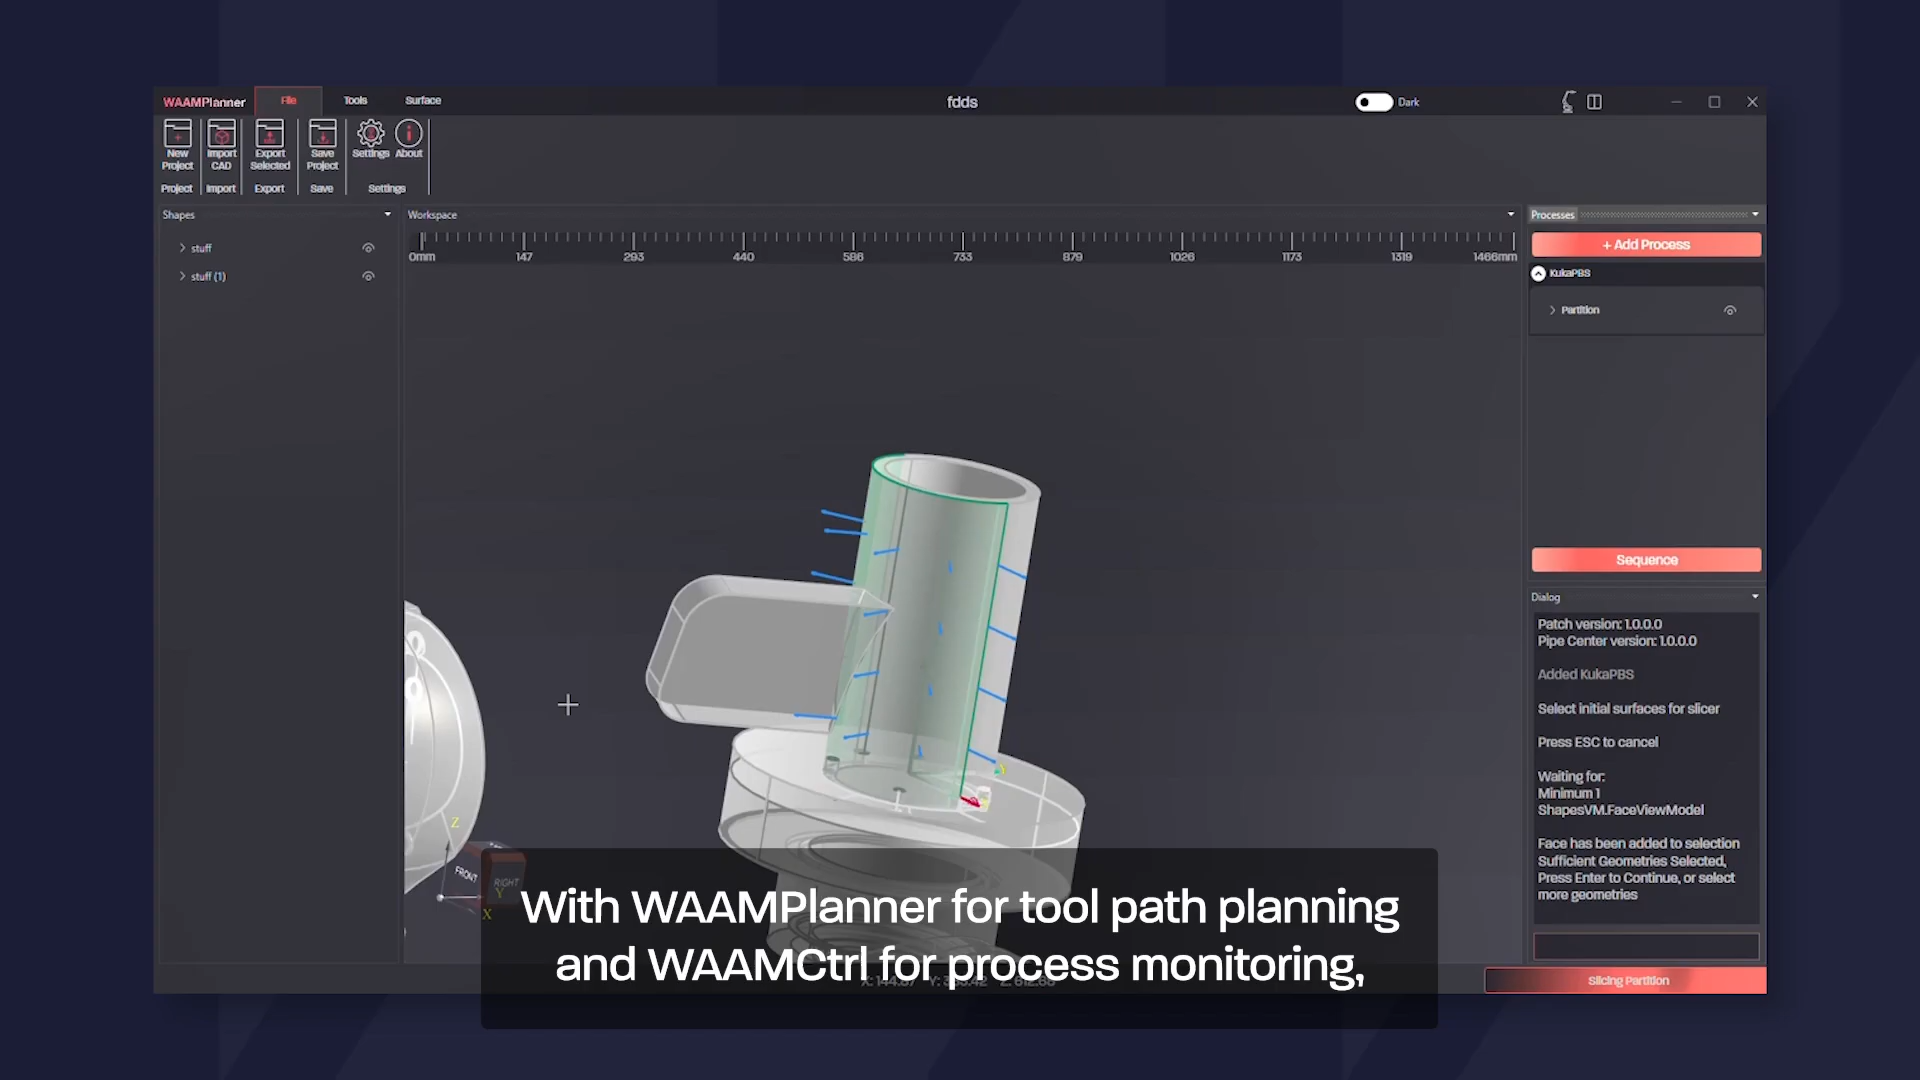 WAAMPlanner
File
Tools
Surface
fdds
Dark
New
Project
Import
CAD
Export
Selected
Save
Project
Settings
About
Project
Import
Export
Save
Settings
Shapes
stuff
stuff (1)
Workspace
0mm 147 293 440 586 733 879 1026 1173 1319 1466mm
Processes
+ Add Process
KukaPBS
Partition
Sequence
Dialog
Patch version: 1.0.0.0
Pipe Center version: 1.0.0.0
Added KukaPBS
Select initial surfaces for slicer
Press ESC to cancel
Waiting for:
Minimum 1
ShapesVM.FaceViewModel
Face has been added to selection
Sufficient Geometries Selected,
Press Enter to Continue, or select
more geometries
Slicing Partition
Z
FRONT
RIGHT
Y
X
With WAAMPlanner for tool path planning
and WAAMCtrl for process monitoring,